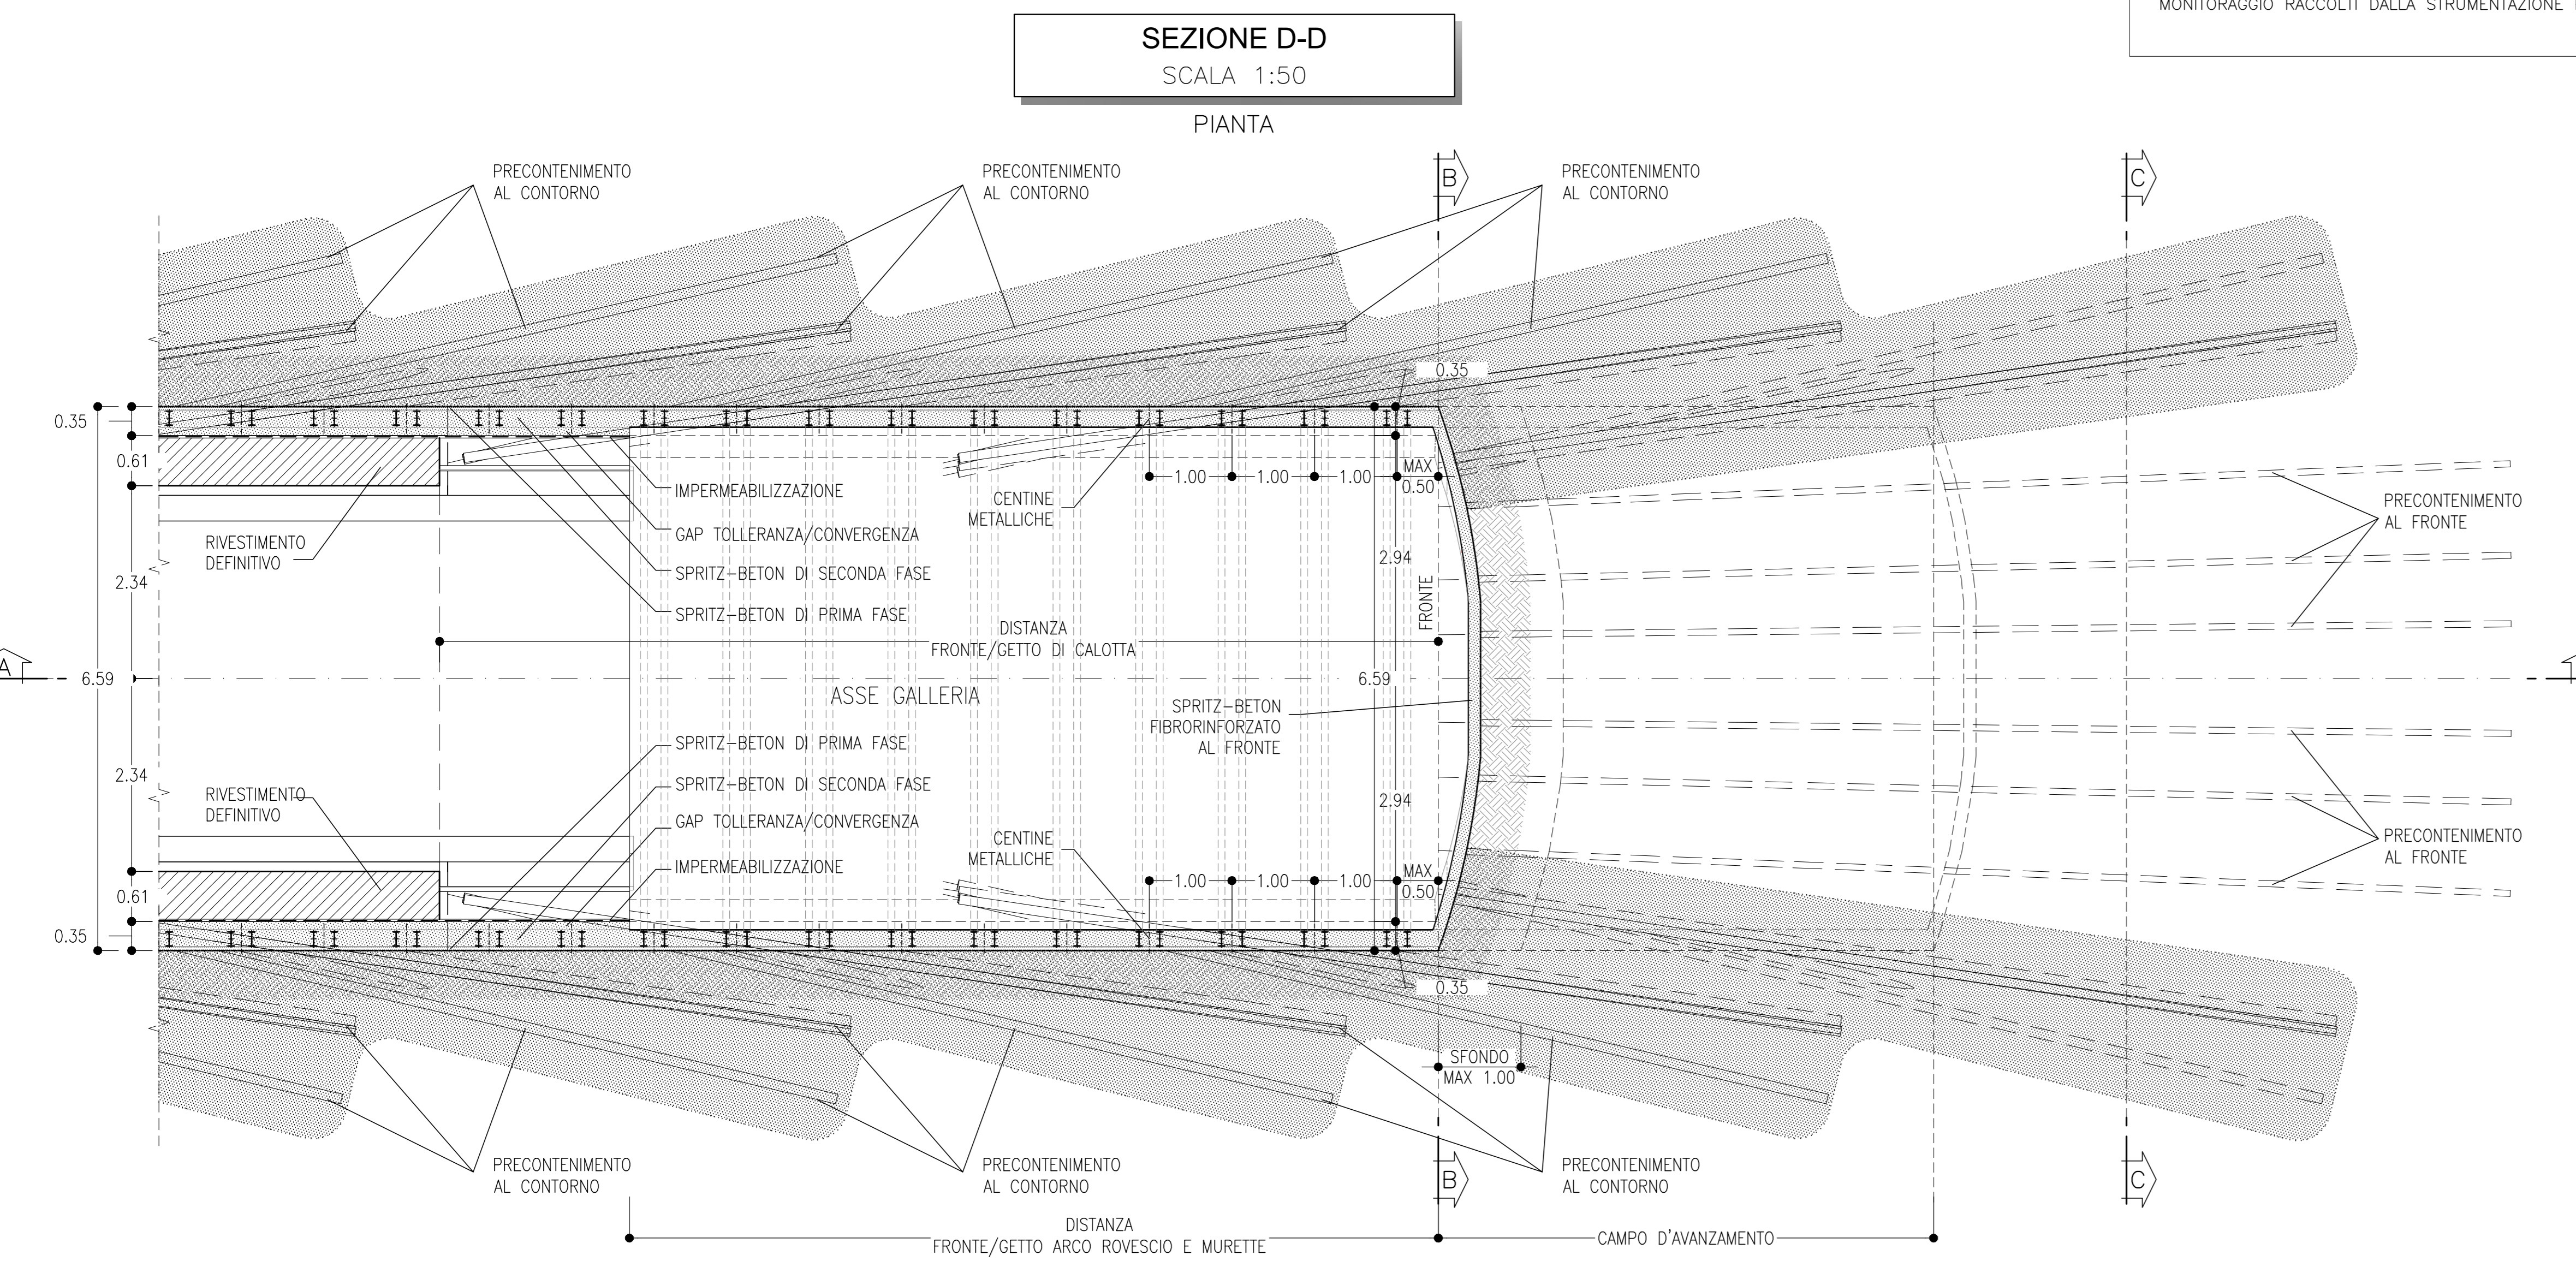 MONITORAGGIO RACCOLTI DALLA STRUMENTAZIONE
SEZIONE D-D
SCALA 1:50
PIANTA
PRECONTENIMENTO
AL CONTORNO
PRECONTENIMENTO
AL CONTORNO
PRECONTENIMENTO
AL CONTORNO
B
C
0.35
0.35
0.61
2.34
6.59
2.34
0.61
0.35
A
RIVESTIMENTO
DEFINITIVO
IMPERMEABILIZZAZIONE
GAP TOLLERANZA/CONVERGENZA
SPRITZ-BETON DI SECONDA FASE
SPRITZ-BETON DI PRIMA FASE
CENTINE
METALLICHE
1.00
1.00
1.00
MAX
0.50
2.94
FRONTE
DISTANZA
FRONTE/GETTO DI CALOTTA
6.59
ASSE GALLERIA
SPRITZ-BETON
FIBRORINFORZATO
AL FRONTE
PRECONTENIMENTO
AL FRONTE
SPRITZ-BETON DI PRIMA FASE
SPRITZ-BETON DI SECONDA FASE
GAP TOLLERANZA/CONVERGENZA
IMPERMEABILIZZAZIONE
RIVESTIMENTO
DEFINITIVO
CENTINE
METALLICHE
2.94
1.00
1.00
1.00
MAX
0.50
PRECONTENIMENTO
AL FRONTE
0.35
SFONDO
MAX 1.00
PRECONTENIMENTO
AL CONTORNO
PRECONTENIMENTO
AL CONTORNO
PRECONTENIMENTO
AL CONTORNO
B
C
DISTANZA
FRONTE/GETTO ARCO ROVESCIO E MURETTE
CAMPO D'AVANZAMENTO